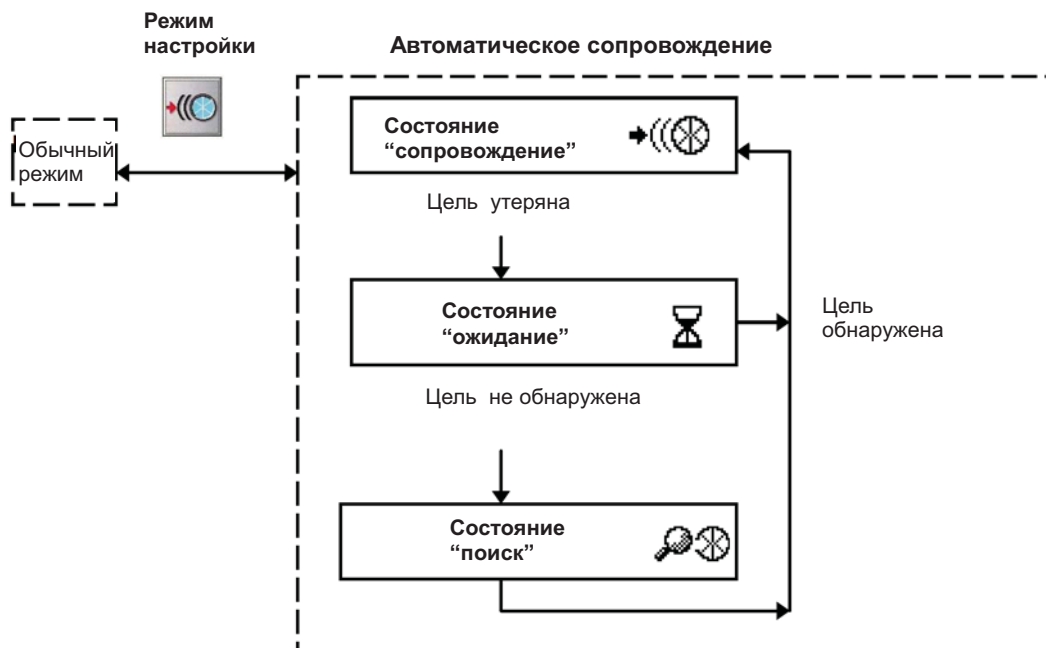 Режим
настройки
Автоматическое сопровождение
Обычный
режим
Состояние
“сопровождение”
Цель утеряна
Состояние
“ожидание”
Цель
обнаружена
Цель не обнаружена
Состояние
“поиск”